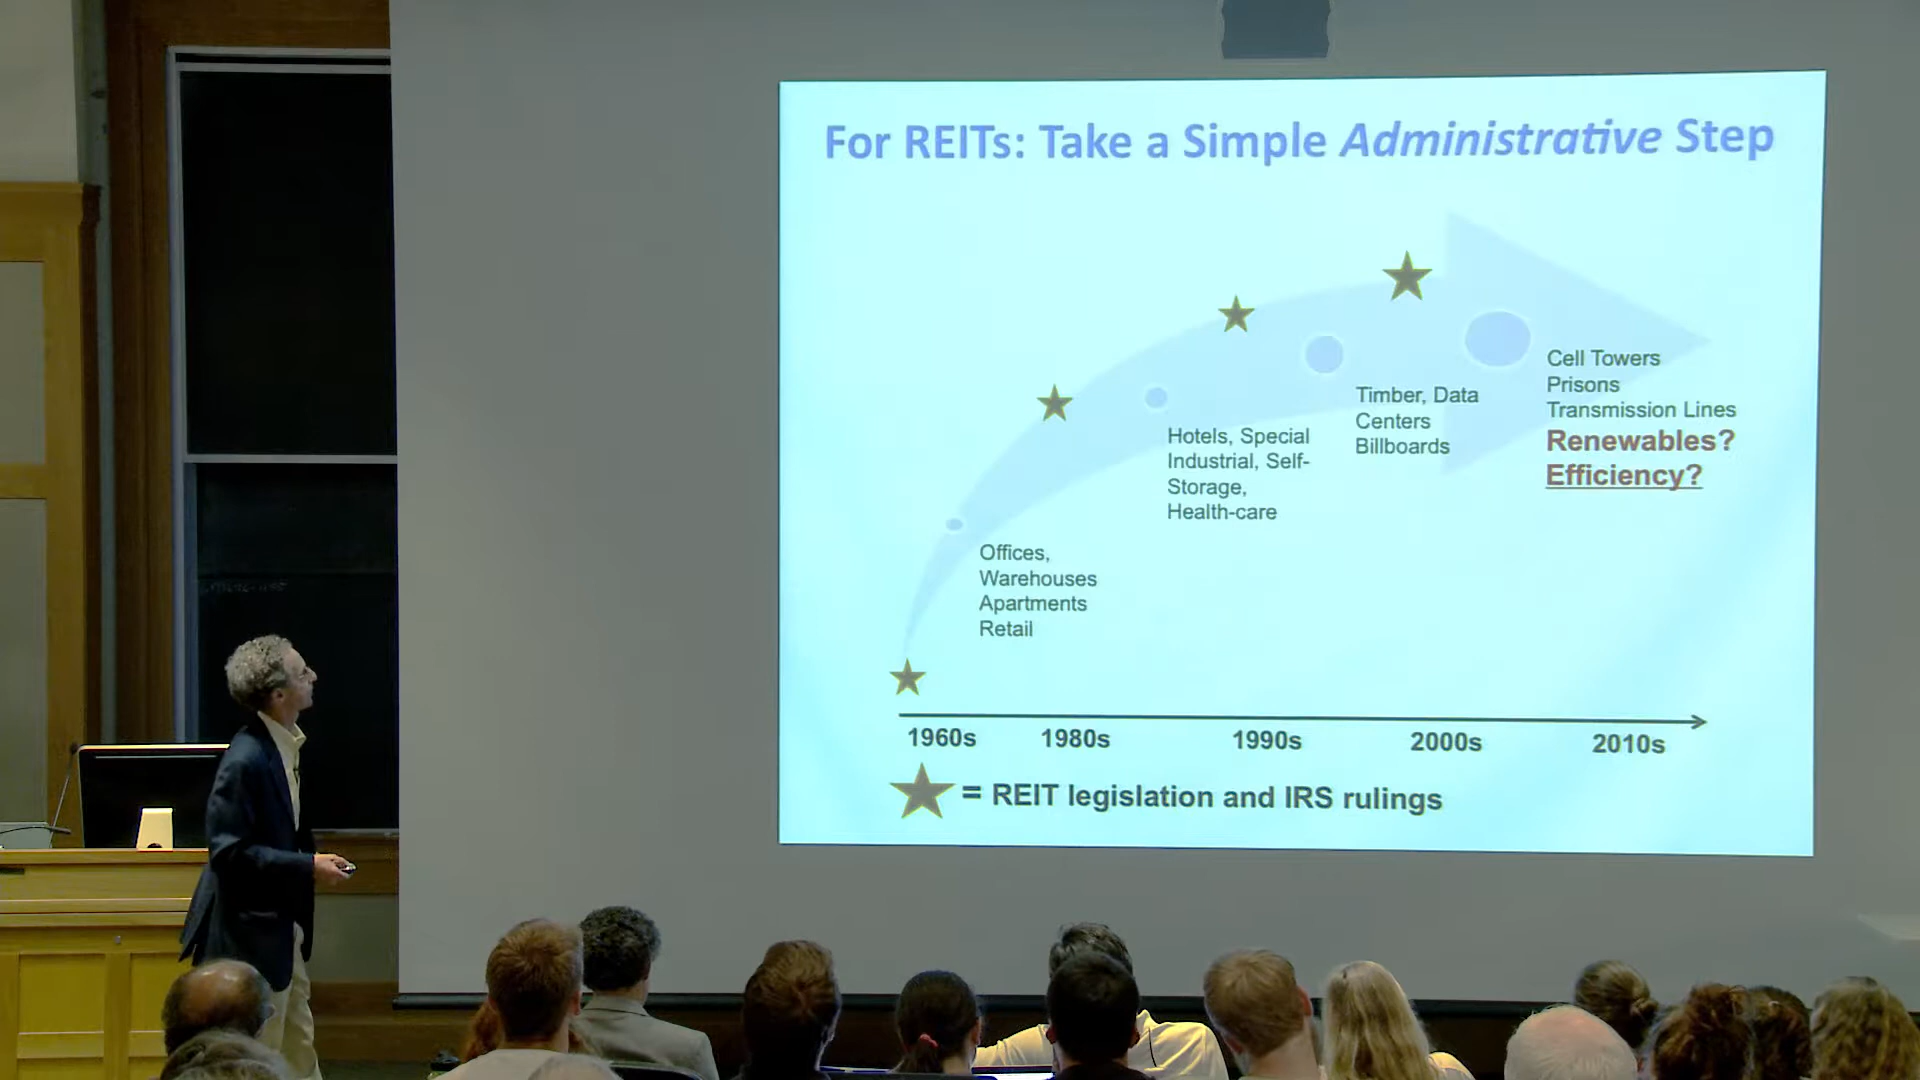 For REITs: Take a Simple Administrative Step
Offices,
Warehouses
Apartments
Retail
Hotels, Special
Industrial, Self-
Storage,
Health-care
Timber, Data
Centers
Billboards
Cell Towers
Prisons
Transmission Lines
Renewables?
Efficiency?
1960s 1980s 1990s 2000s 2010s
= REIT legislation and IRS rulings